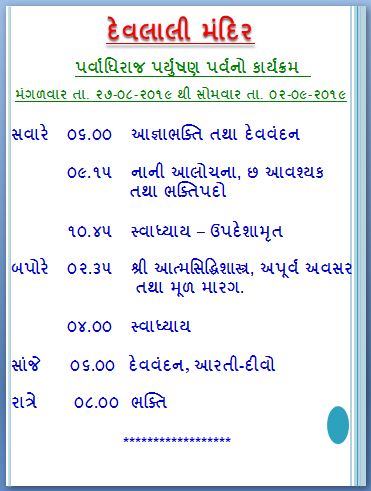 દેવલાલી મંદિર
પર્વાધિરાજ પર્યુષણ પર્વનો કાર્યક્રમ
મંગળવાર તા. ૨૭-૦૮-૨૦૧૯ થી સોમવાર તા. ૦૨-૦૯-૨૦૧૯
સવારે ૦૬.૦૦ આજ્ઞાભક્તિ તથા દેવવંદન
૦૯.૧૫ નાની આલોચના, છ આવશ્યક
તથા ભક્તિપદો
૧૦.૪૫ સ્વાધ્યાય – ઉપદેશામૃત
બપોરે ૦૨.૩૫ શ્રી આત્મસિદ્ધિશાસ્ત્ર, અપૂર્વ અવસર
તથા મૂળ મારગ.
૦૪.૦૦ સ્વાધ્યાય
સાંજે ૦૬.૦૦ દેવવંદન, આરતી-દીવો
રાત્રે ૦૮.૦૦ ભક્તિ
******************